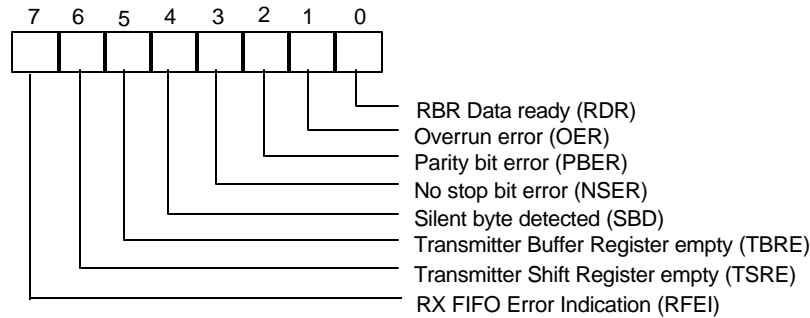 7 6 5 4 3 2 1 0
RBR Data ready (RDR)
Overrun error (OER)
Parity bit error (PBER)
No stop bit error (NSER)
Silent byte detected (SBD)
Transmitter Buffer Register empty (TBRE)
Transmitter Shift Register empty (TSRE)
RX FIFO Error Indication (RFEI)